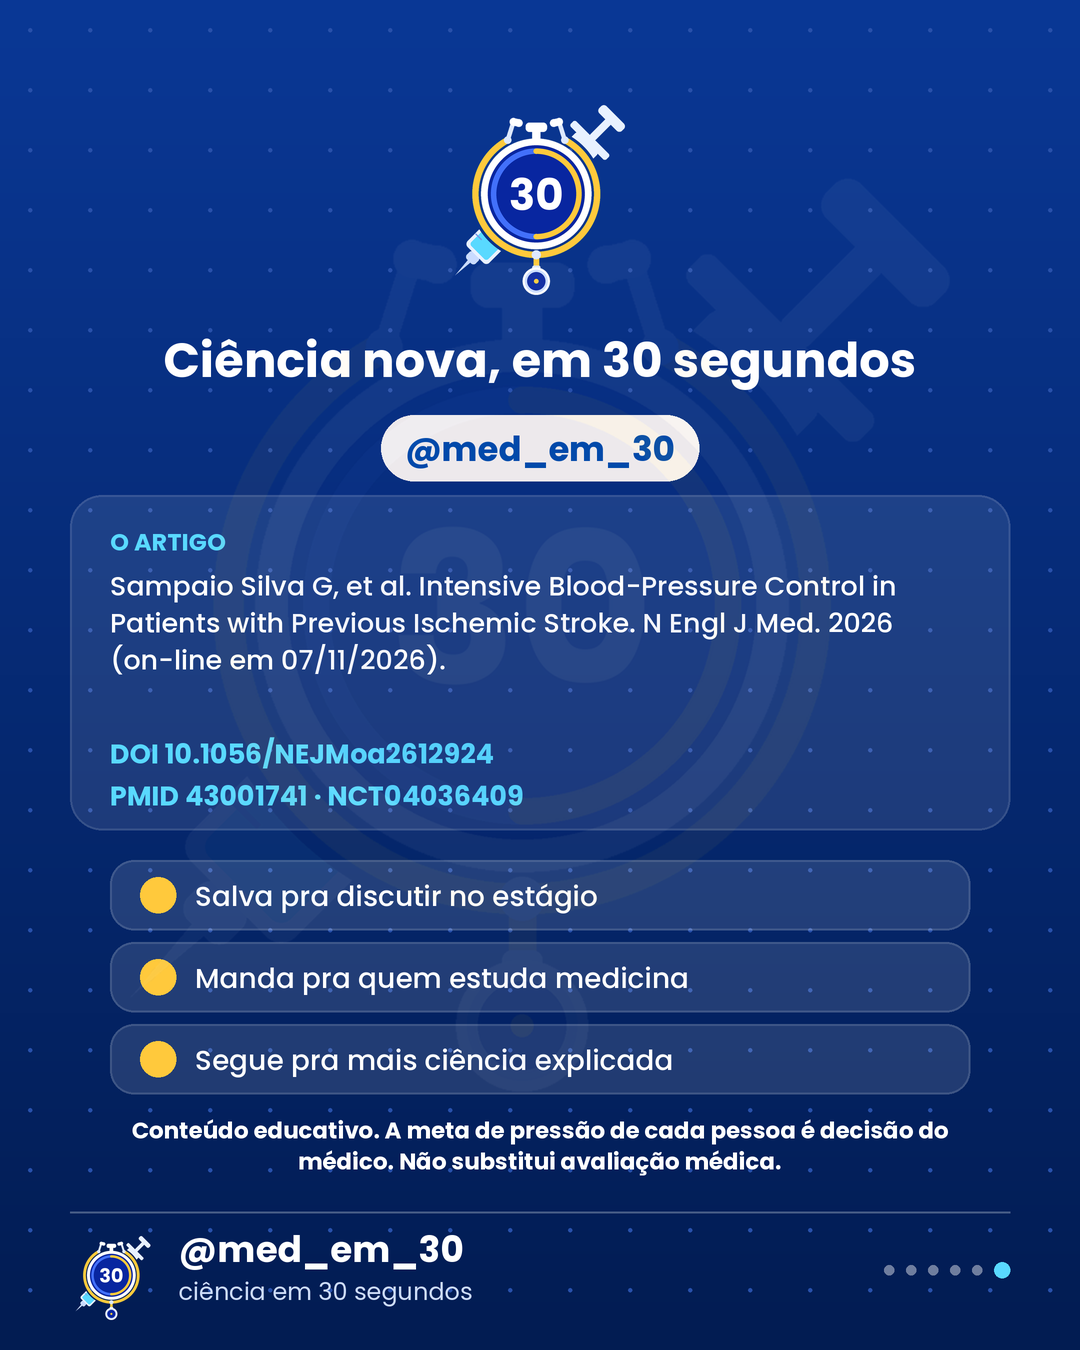 30
Ciência nova, em 30 segundos
@med_em_30
O ARTIGO
Sampaio Silva G, et al. Intensive Blood-Pressure Control in
Patients with Previous Ischemic Stroke. N Engl J Med. 2026
(on-line em 07/11/2026).
DOI 10.1056/NEJMoa2612924
PMID 43001741 · NCT04036409
Salva pra discutir no estágio
Manda pra quem estuda medicina
Segue pra mais ciência explicada
Conteúdo educativo. A meta de pressão de cada pessoa é decisão do
médico. Não substitui avaliação médica.
30
@med_em_30
ciência em 30 segundos